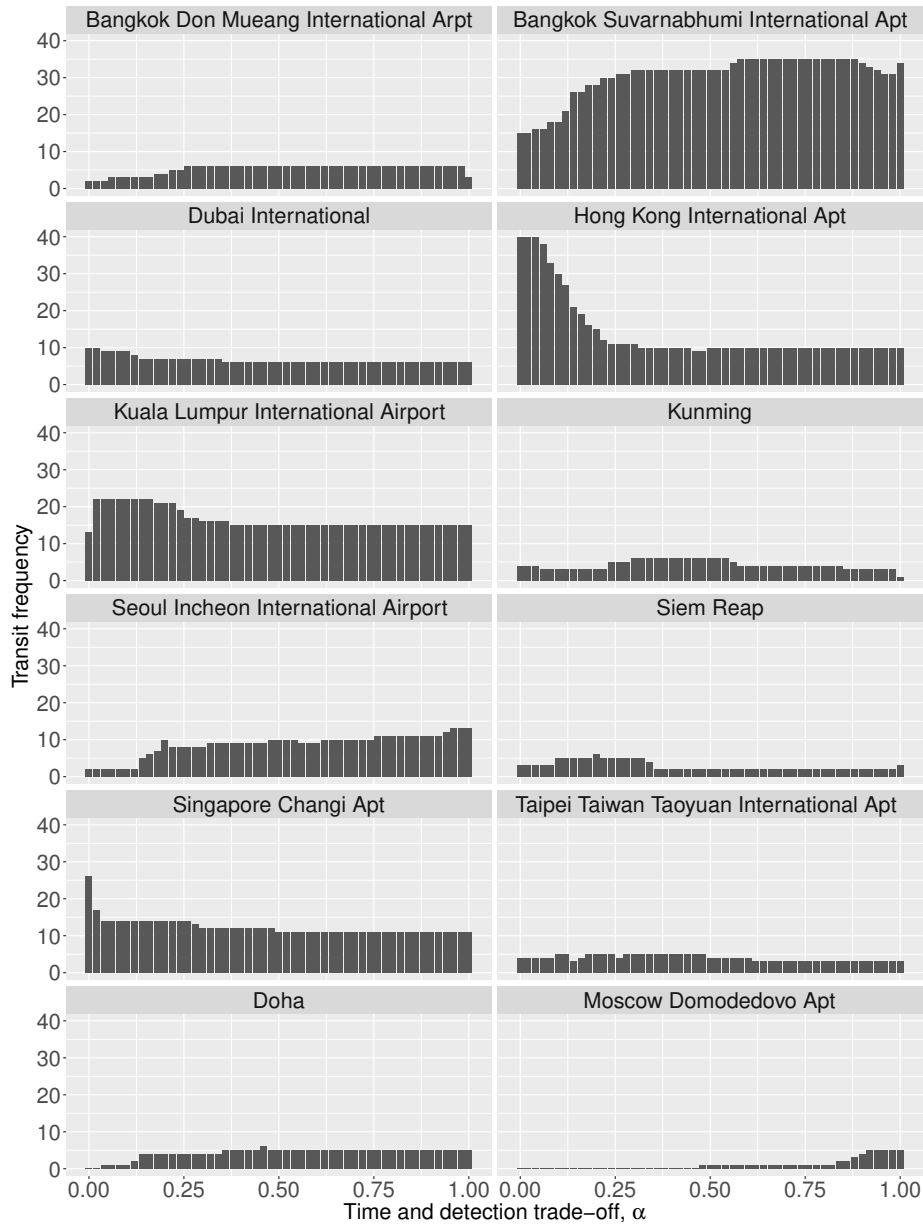 Bangkok Don Mueang International Arpt
Bangkok Suvarnabhumi International Apt
40
30
20
10
0
Dubai International
Hong Kong International Apt
40
30
20
10
0
Kuala Lumpur International Airport
Kunming
40
30
20
10
0
Seoul Incheon International Airport
Siem Reap
40
30
20
10
0
Singapore Changi Apt
Taipei Taiwan Taoyuan International Apt
40
30
20
10
0
Doha
Moscow Domodedovo Apt
40
30
20
10
0
Transit frequency
0.00 0.25 0.50 0.75 1.00 0.00 0.25 0.50 0.75 1.00
Time and detection trade−off, α